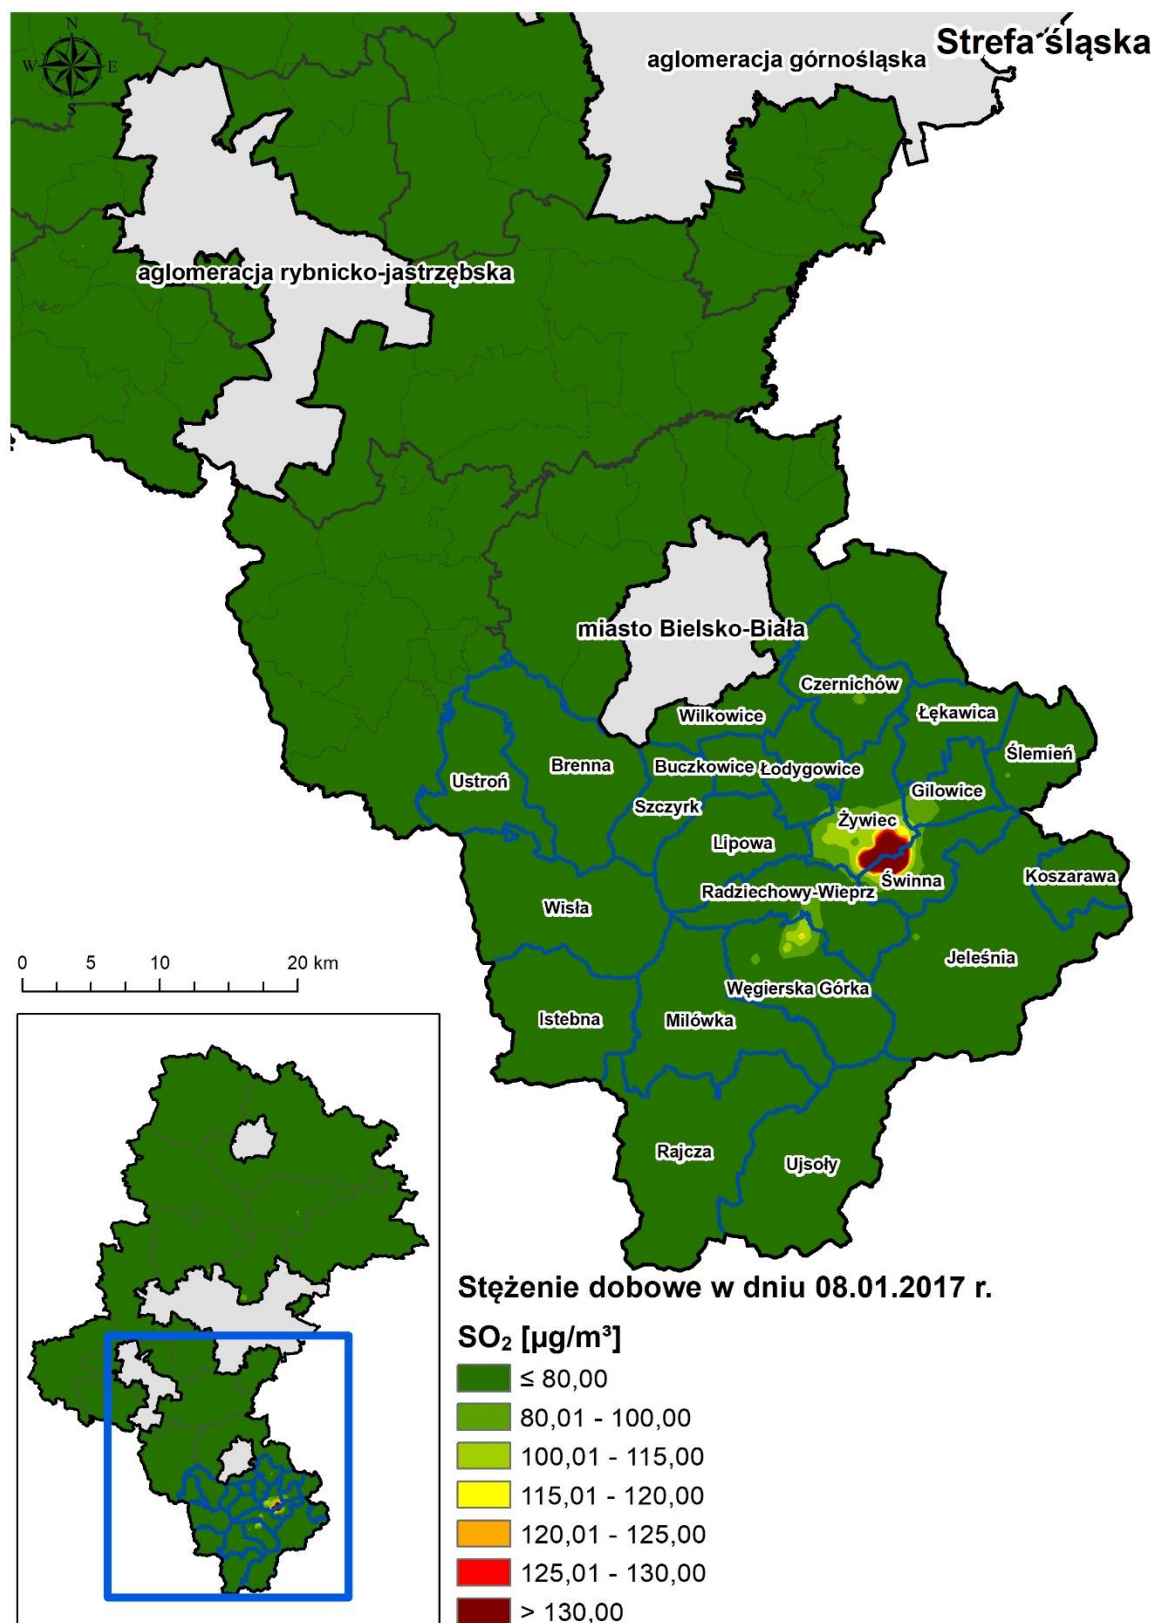 N
W
E
S
Strefa śląska
aglomeracja górnośląska
aglomeracja rybnicko-jastrzębska
miasto Bielsko-Biała
Czernichów
Wilkowice
Łękawica
Ślemień
Brenna
Buczkowice
Łodygowice
Ustroń
Gilowice
Szczyrk
Żywiec
Lipowa
Koszarawa
Świnna
Radziechowy-Wieprz
Wisła
Jeleśnia
Węgierska Górka
Istebna
Milówka
Rajcza
Ujsoły
0 5 10 20 km
Stężenie dobowe w dniu 08.01.2017 r.
SO₂ [µg/m³]
≤ 80,00
80,01 - 100,00
100,01 - 115,00
115,01 - 120,00
120,01 - 125,00
125,01 - 130,00
> 130,00